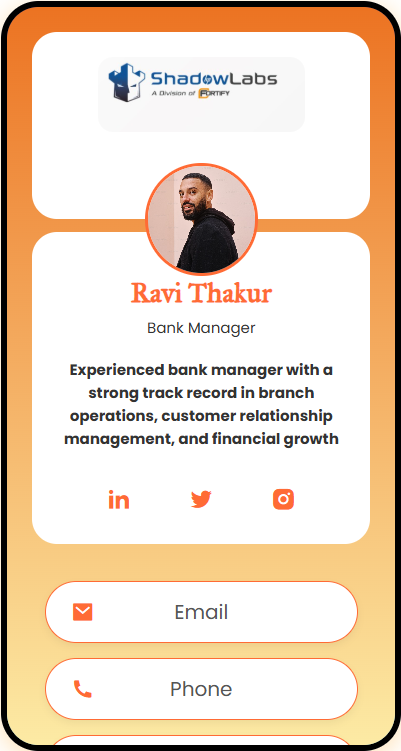 ShadowLabs
A Division of FORTIFY
Ravi Thakur
Bank Manager
Experienced bank manager with a
strong track record in branch
operations, customer relationship
management, and financial growth
in
Email
Phone